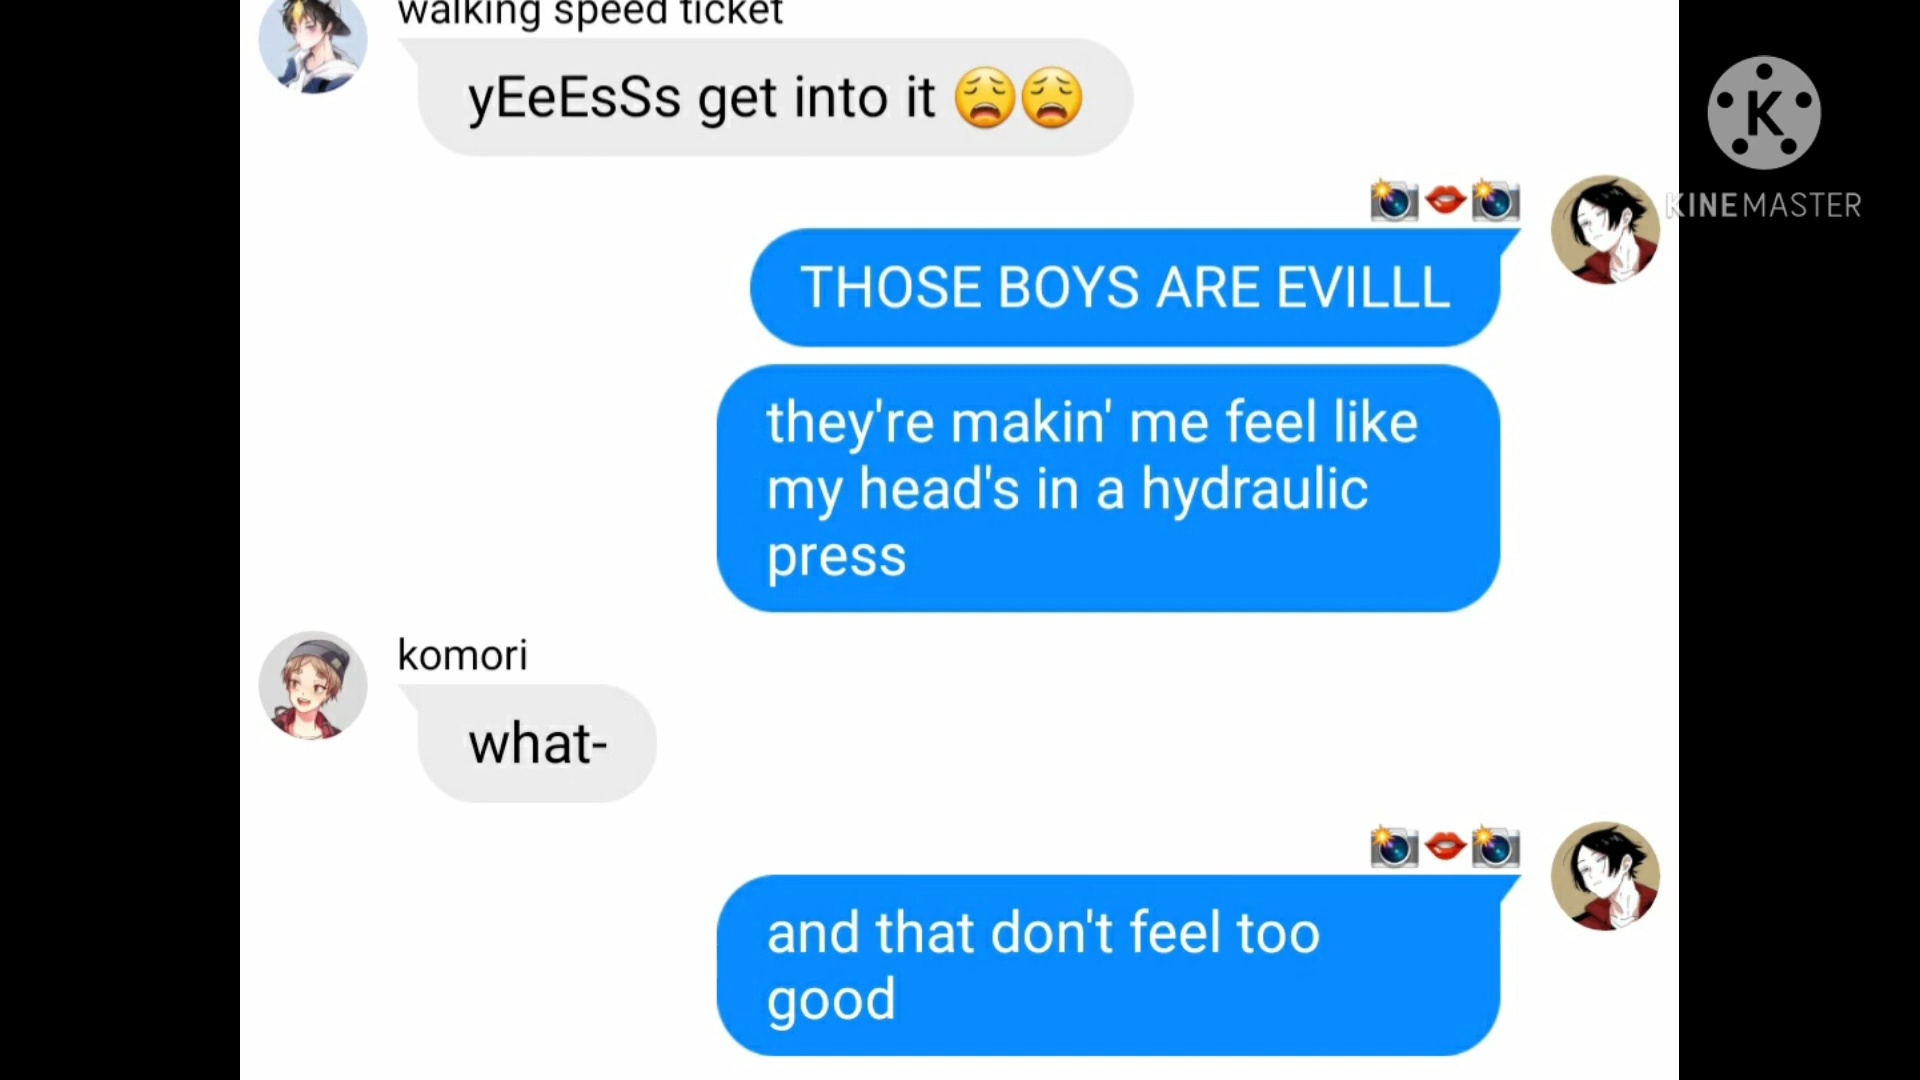 walking speed ticket
yEeEsSs get into it 😩😩
📸👄📸
THOSE BOYS ARE EVILLL
KINEMASTER
they're makin' me feel like
my head's in a hydraulic
press
komori
what-
📸👄📸
and that don't feel too
good